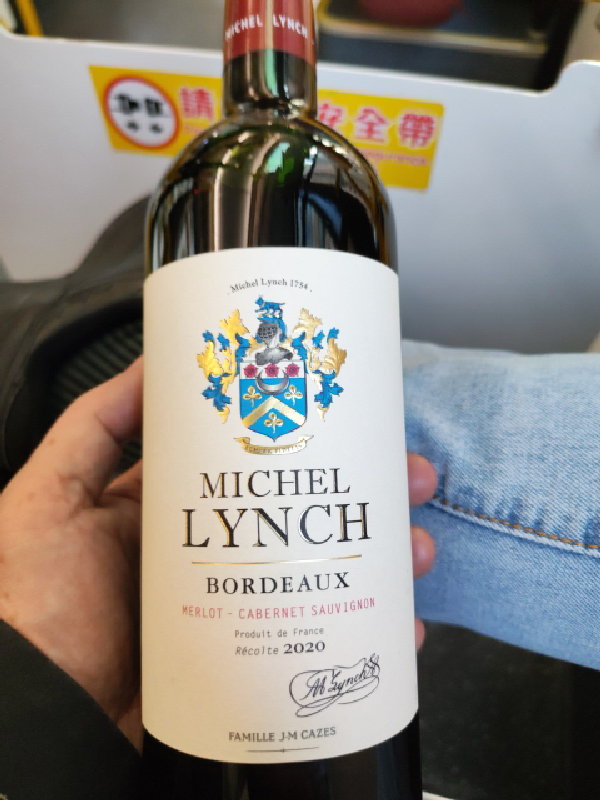 MICHEL LYNCH
請 安全帶
Michel Lynch 1754
MICHEL
LYNCH
BORDEAUX
MERLOT - CABERNET SAUVIGNON
Produit de France
Récolte 2020
M Lynch
FAMILLE J-M CAZES